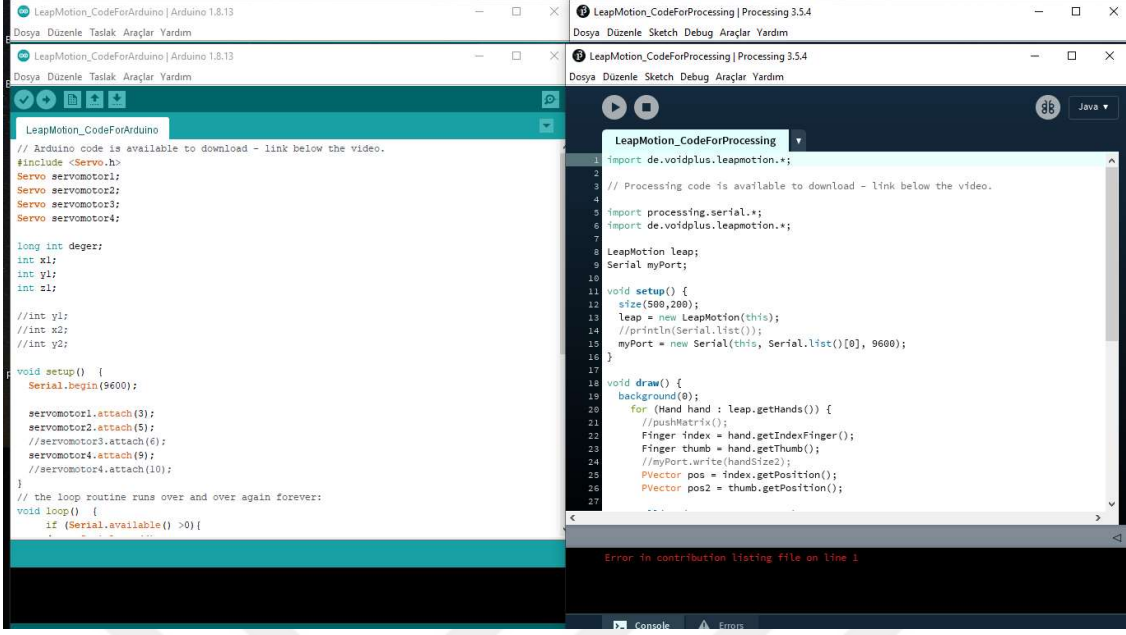 LeapMotion_CodeForArduino | Arduino 1.8.13
Dosya Düzenle Taslak Araçlar Yardım
LeapMotion_CodeForArduino | Arduino 1.8.13
Dosya Düzenle Taslak Araçlar Yardım
LeapMotion_CodeForArduino
// Arduino code is available to download - link below the video.
#include <Servo.h>
Servo servomotor1;
Servo servomotor2;
Servo servomotor3;
Servo servomotor4;
long int deger;
int x1;
int y1;
int z1;
//int y1;
//int x2;
//int y2;
void setup() {
Serial.begin(9600);
servomotor1.attach(3);
servomotor2.attach(5);
//servomotor3.attach(6);
servomotor4.attach(9);
//servomotor4.attach(10);
}
// the loop routine runs over and over again forever:
void loop() {
if (Serial.available() >0){
LeapMotion_CodeForProcessing | Processing 3.5.4
Dosya Düzenle Sketch Debug Araçlar Yardım
LeapMotion_CodeForProcessing | Processing 3.5.4
Dosya Düzenle Sketch Debug Araçlar Yardım
Java
LeapMotion_CodeForProcessing
1 import de.voidplus.leapmotion.*;
2
3 // Processing code is available to download - link below the video.
4
5 import processing.serial.*;
6 import de.voidplus.leapmotion.*;
7
8 LeapMotion leap;
9 Serial myPort;
10
11 void setup() {
12 size(500,200);
13 leap = new LeapMotion(this);
14 //println(Serial.list());
15 myPort = new Serial(this, Serial.list()[0], 9600);
16 }
17
18 void draw() {
19 background(0);
20 for (Hand hand : leap.getHands()) {
21 //pushMatrix();
22 Finger index = hand.getIndexFinger();
23 Finger thumb = hand.getThumb();
24 //myPort.write(handSize2);
25 PVector pos = index.getPosition();
26 PVector pos2 = thumb.getPosition();
27
Error in contribution listing file on line 1
Console Errors